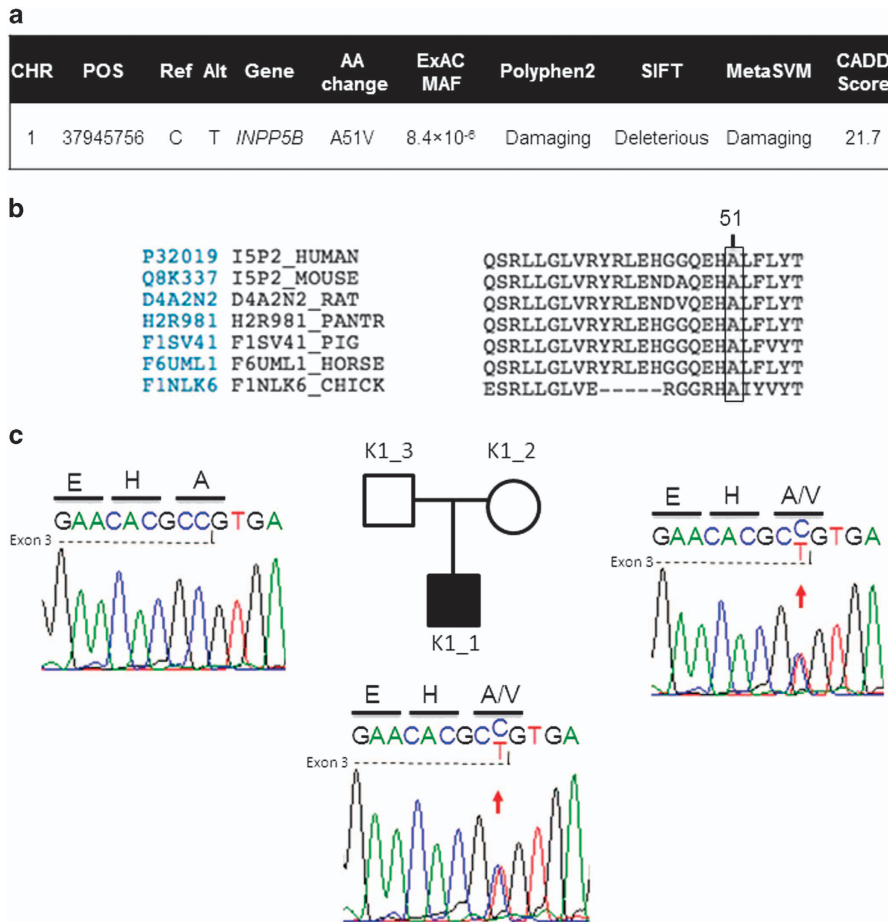 a
CHR POS Ref Alt Gene AA change ExAC MAF Polyphen2 SIFT MetaSVM CADD Score
1 37945756 C T INPP5B A51V 8.4×10⁻⁶ Damaging Deleterious Damaging 21.7
b
51
P32019 I5P2_HUMAN QSRLLGLVRYRLEHGGQEHALFLYT
Q8K337 I5P2_MOUSE QSRLLGLVRYRLENDAQEHALFLYT
D4A2N2 D4A2N2_RAT QSRLLGLVRYRLENDVQEHALFLYT
H2R981 H2R981_PANTR QSRLLGLVRYRLEHGGQEHALFLYT
F1SV41 F1SV41_PIG QSRLLGLVRYRLEHGGQEHALFVYT
F6UML1 F6UML1_HORSE QSRLLGLVRYRLEHGGQEHALFVYT
F1NLK6 F1NLK6_CHICK ESRLLGLVE-----RGGRHAIYVYT
c
K1_3 K1_2
E H A
GAACACGCCGTGA
Exon 3
E H A/V
GAACACGCCGTGA
T
Exon 3
K1_1
E H A/V
GAACACGCCGTGA
T
Exon 3